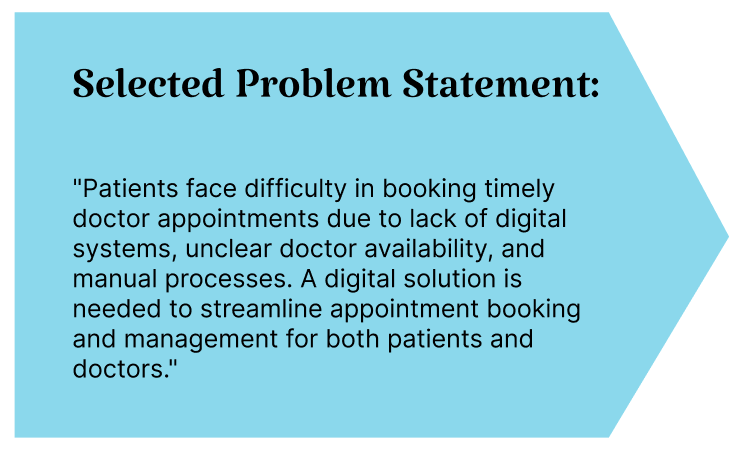 Selected Problem Statement:
"Patients face difficulty in booking timely
doctor appointments due to lack of digital
systems, unclear doctor availability, and
manual processes. A digital solution is
needed to streamline appointment booking
and management for both patients and
doctors."